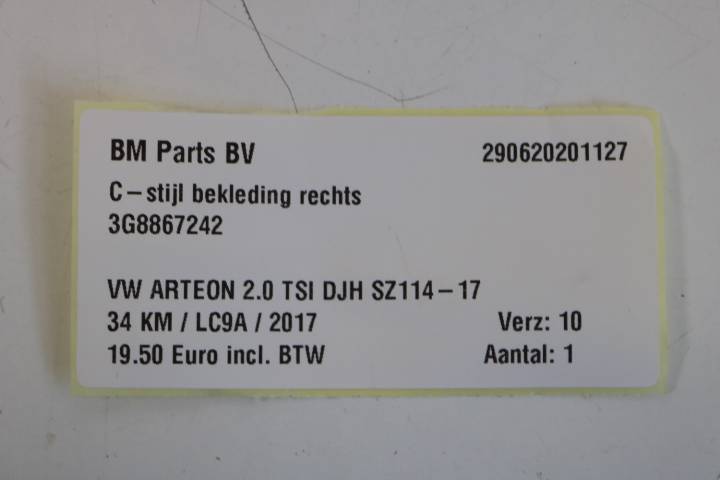 BM Parts BV 290620201127
C-stijl bekleding rechts
3G8867242
VW ARTEON 2.0 TSI DJH SZ114-17
34 KM / LC9A / 2017 Verz: 10
19.50 Euro incl. BTW Aantal: 1